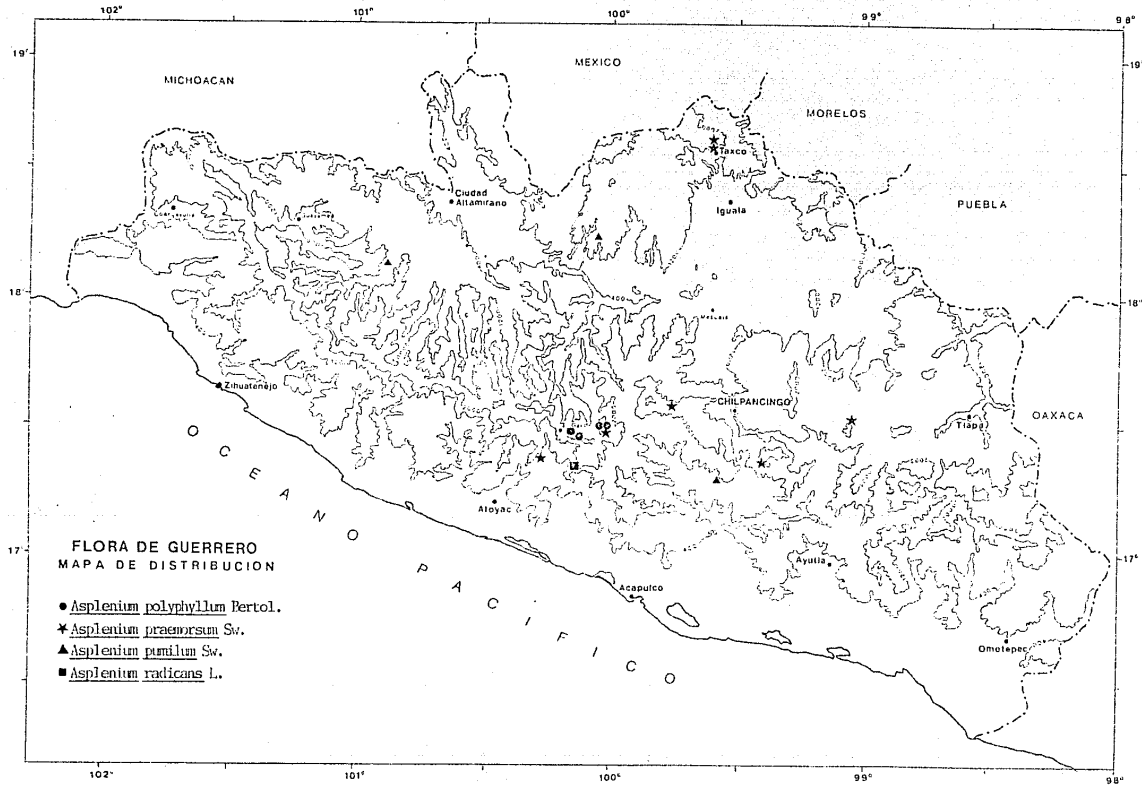 102° 101° 100° 99° 98°
19° 19°
MICHOACAN
MEXICO
MORELOS
Taxco
Ciudad
Altamirano
Iguala
PUEBLA
18° 18°
Zihuatanejo
CHILPANCINGO
OAXACA
Tlapa
Atoyac
17° 17°
Ayutla
Acapulco
Ometepec
OCEANO PACIFICO
FLORA DE GUERRERO
MAPA DE DISTRIBUCION
Asplenium polyphyllum Bertol.
Asplenium praemorsum Sw.
Asplenium pumilum Sw.
Asplenium radicans L.
102° 101° 100° 99° 98°